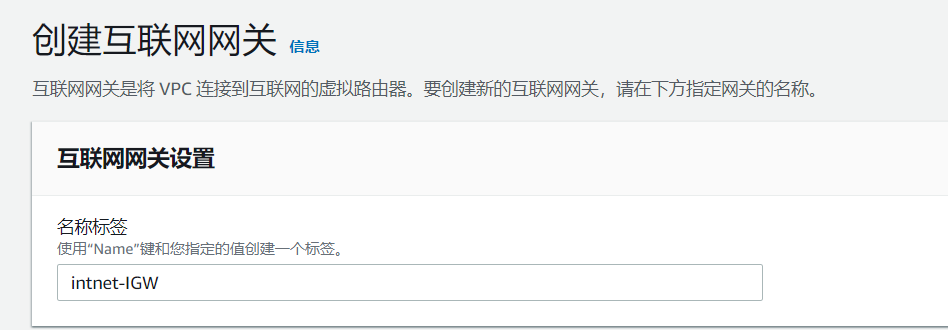 创建互联网网关 信息
互联网网关是将 VPC 连接到互联网的虚拟路由器。要创建新的互联网网关，请在下方指定网关的名称。
互联网网关设置
名称标签
使用“Name”键和您指定的值创建一个标签。
intnet-IGW